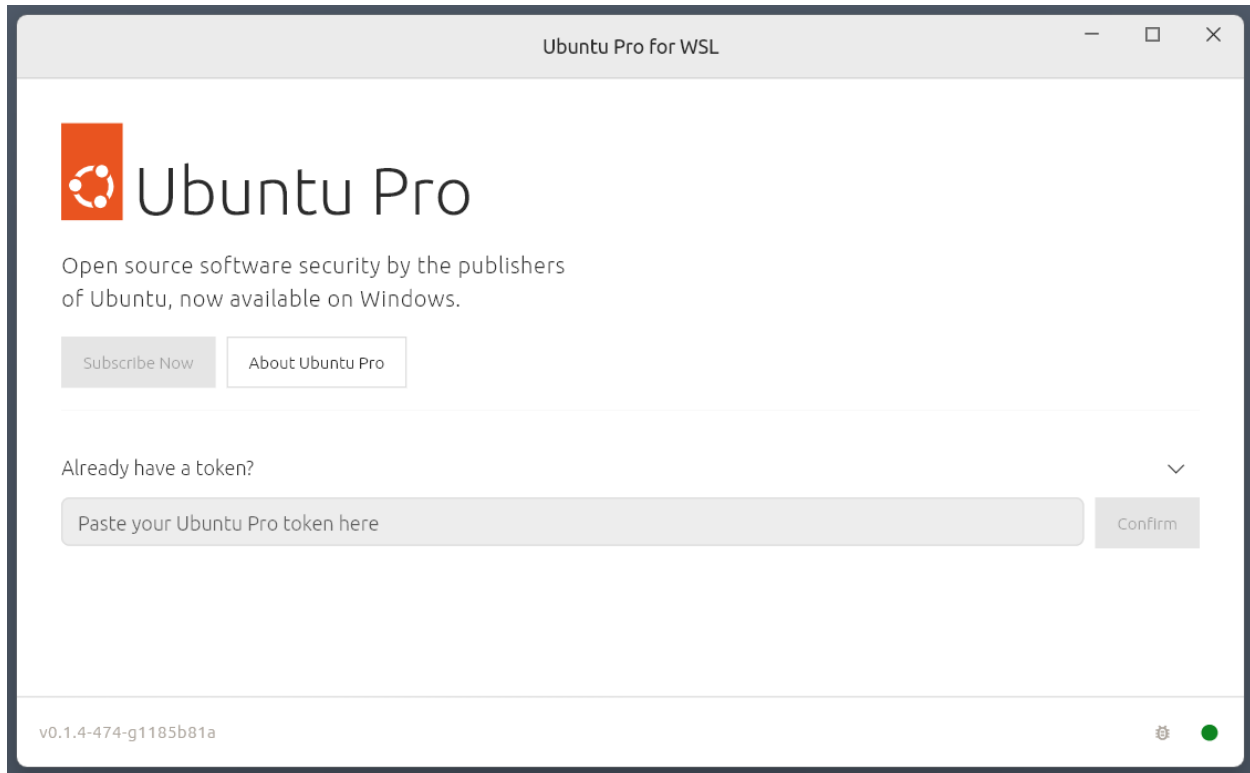 Ubuntu Pro for WSL
Ubuntu Pro
Open source software security by the publishers
of Ubuntu, now available on Windows.
Subscribe Now
About Ubuntu Pro
Already have a token?
Paste your Ubuntu Pro token here
Confirm
v0.1.4-474-g1185b81a